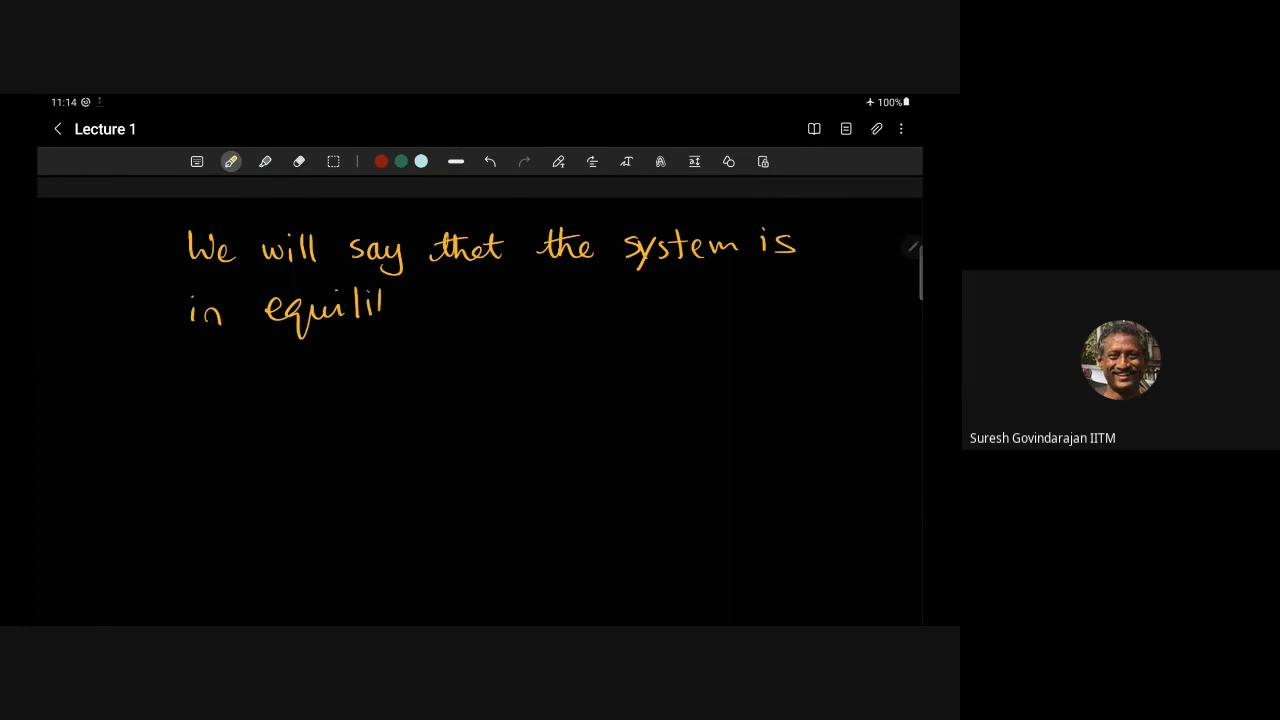 11:14
100%
Lecture 1
We will say that the system is
in equilil
Suresh Govindarajan IITM